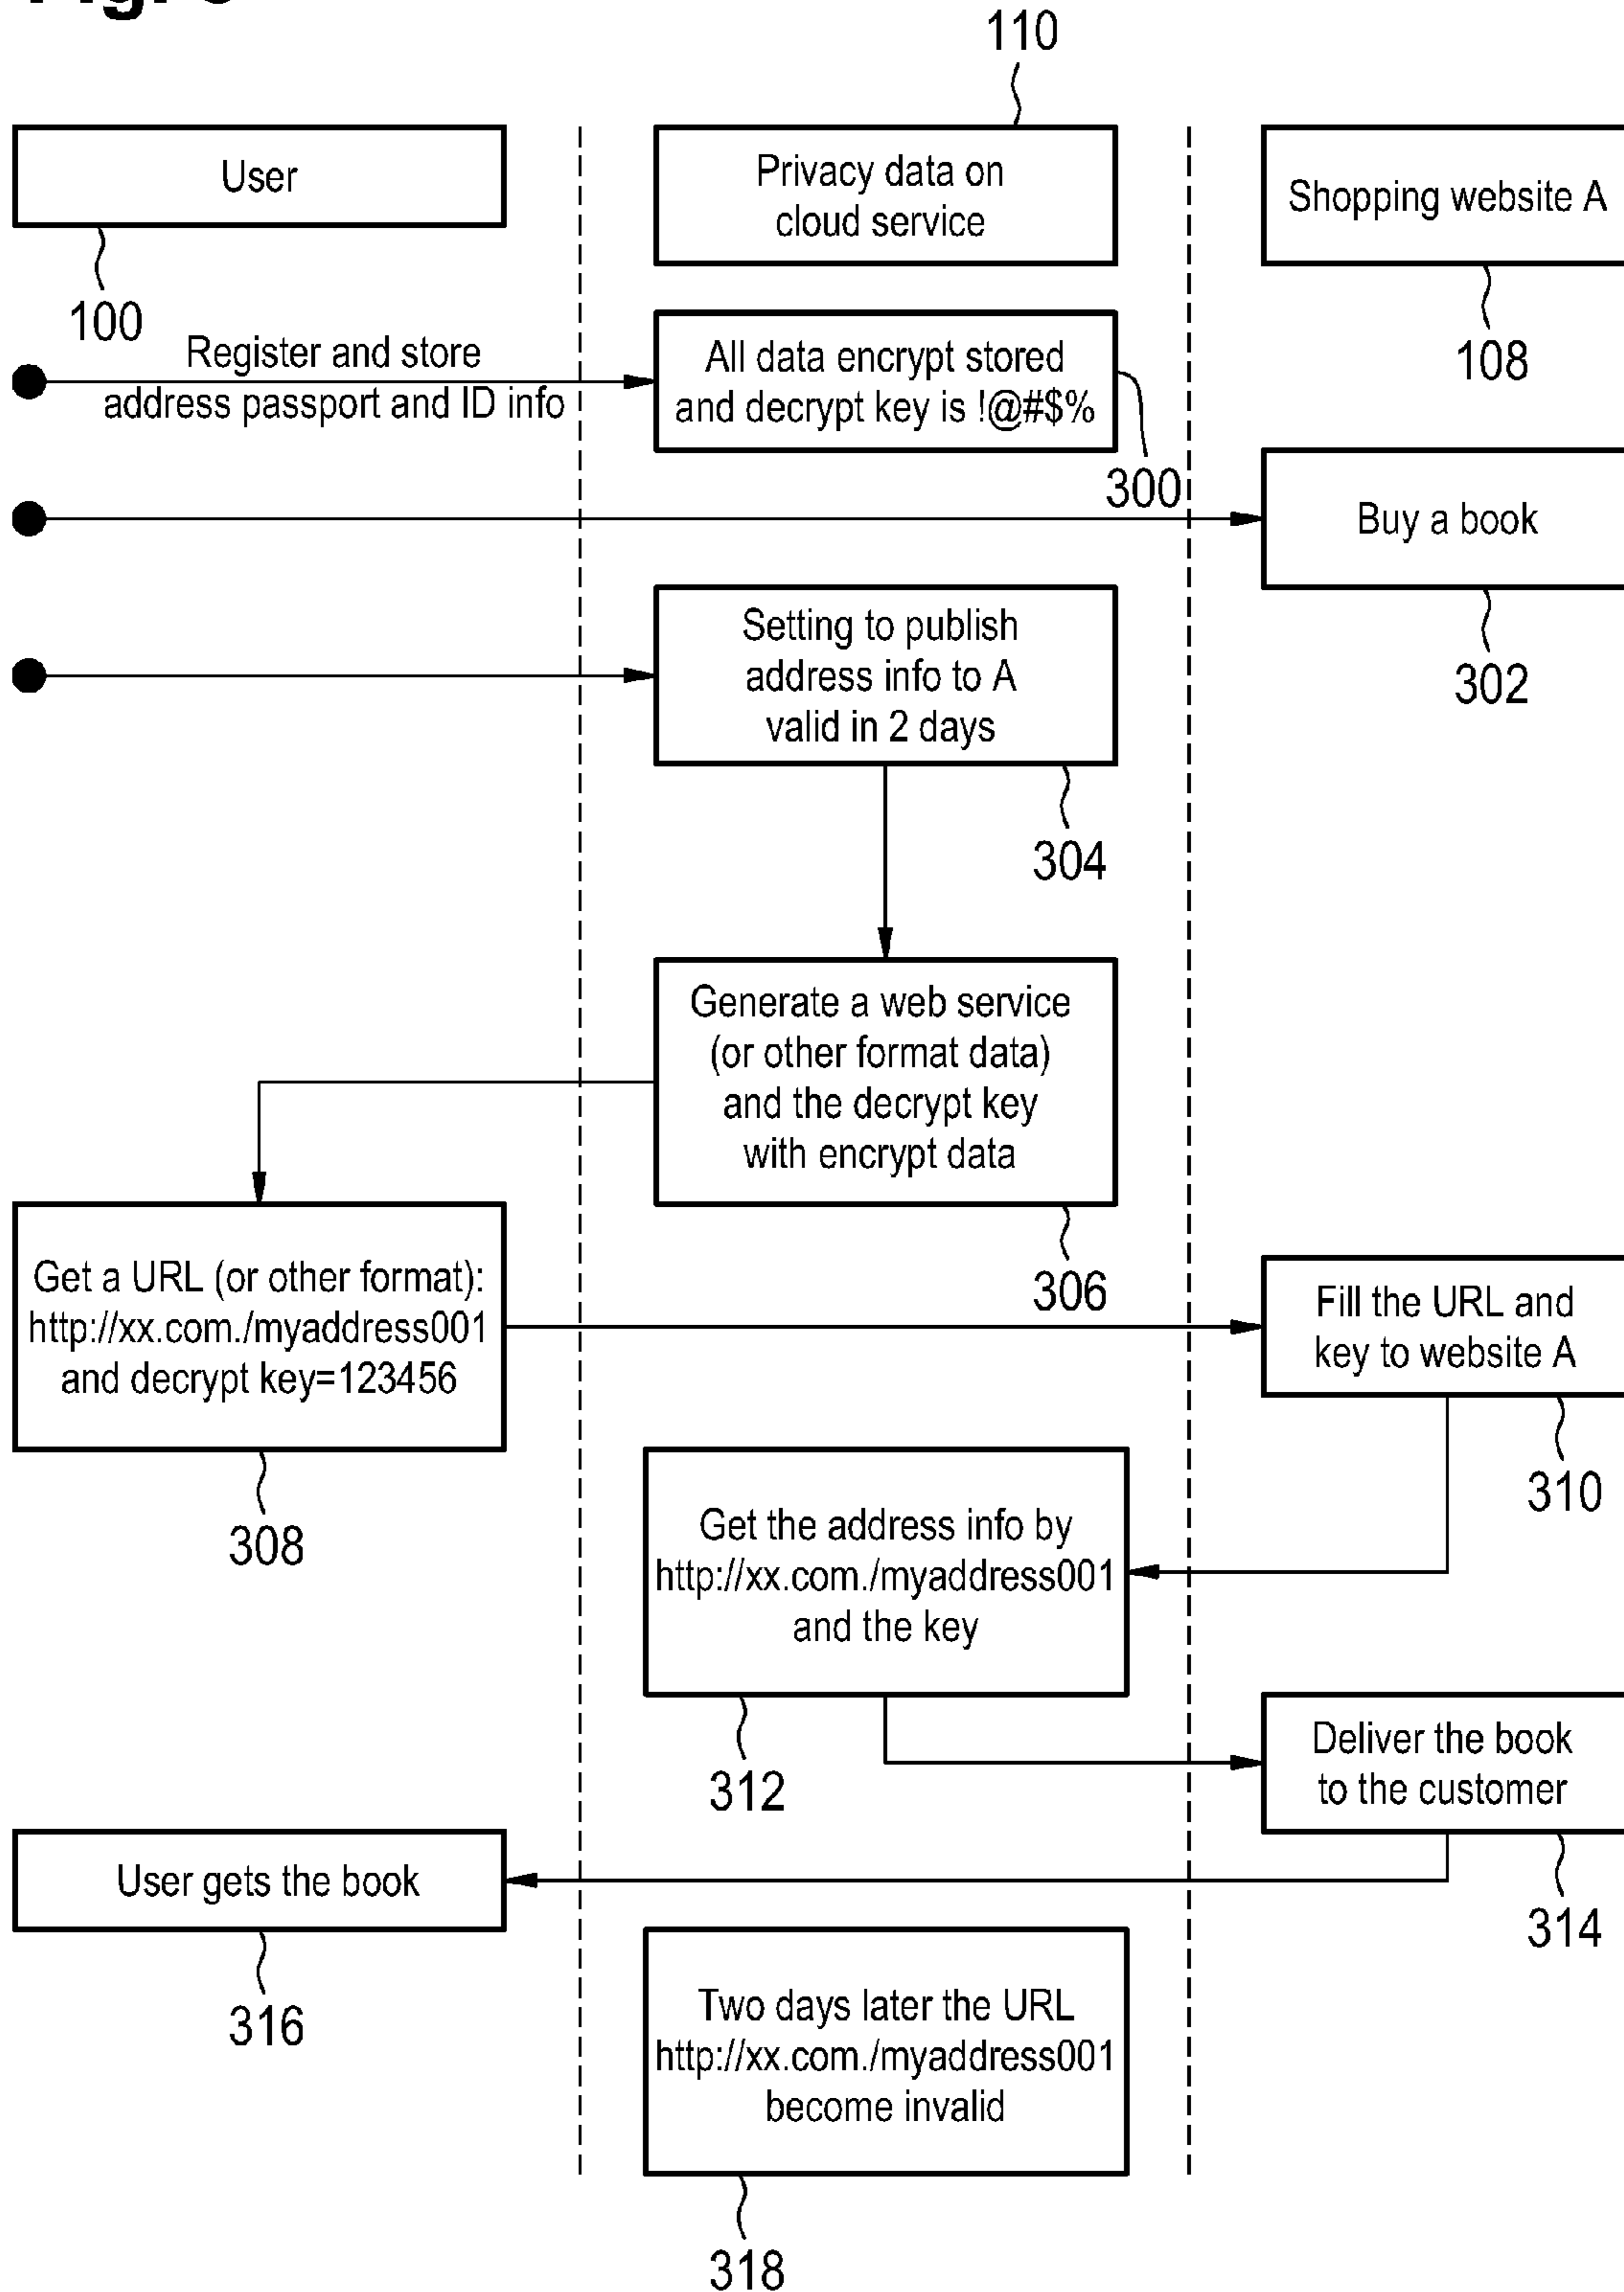 110
User
Privacy data on
cloud service
Shopping website A
100
108
Register and store
address passport and ID info
All data encrypt stored
and decrypt key is !@#$%
300
Buy a book
302
Setting to publish
address info to A
valid in 2 days
304
Generate a web service
(or other format data)
and the decrypt key
with encrypt data
306
Get a URL (or other format):
http://xx.com./myaddress001
and decrypt key=123456
308
Fill the URL and
key to website A
310
Get the address info by
http://xx.com./myaddress001
and the key
312
Deliver the book
to the customer
314
User gets the book
316
Two days later the URL
http://xx.com./myaddress001
become invalid
318